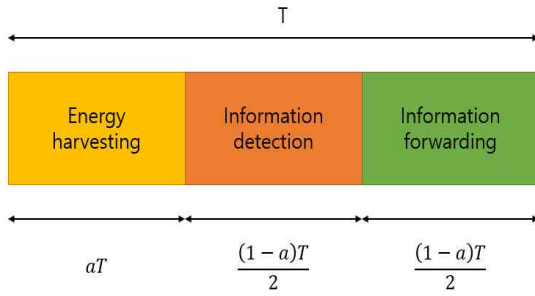 T
Energy harvesting
Information detection
Information forwarding
aT
(1 − a)T / 2
(1 − a)T / 2